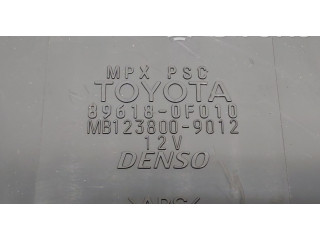 MPX PSC
TOYOTA
89618-0F010
MB123800-9012
12V
DENSO